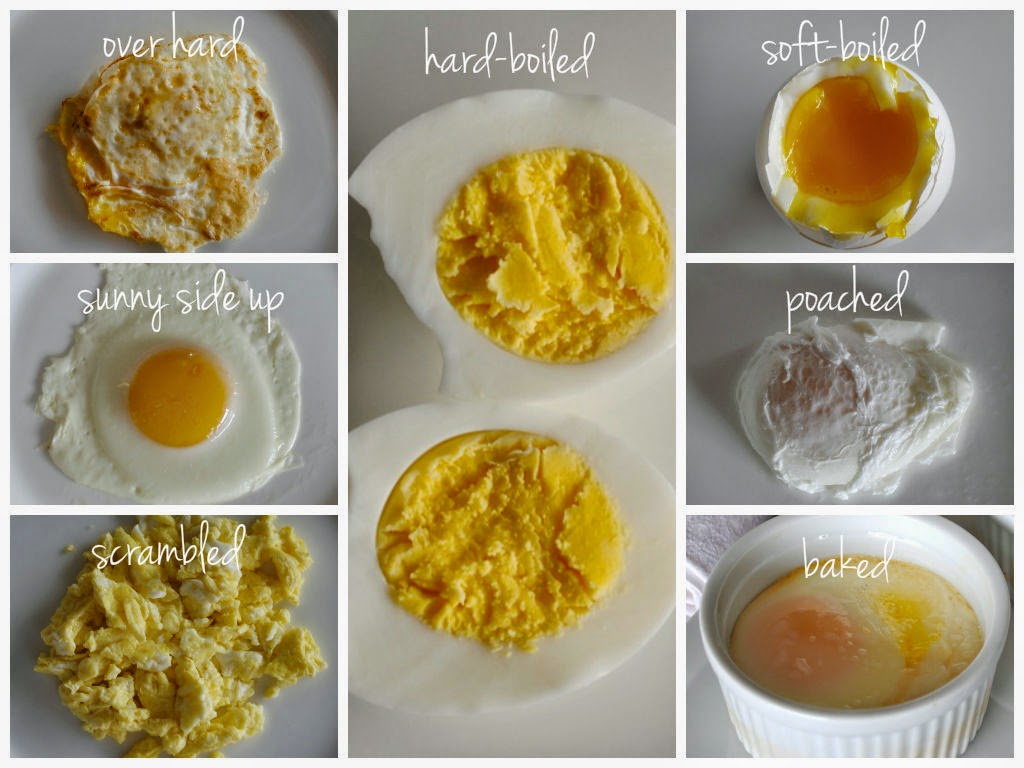 over hard
hard-boiled
soft-boiled
sunny side up
poached
scrambled
baked